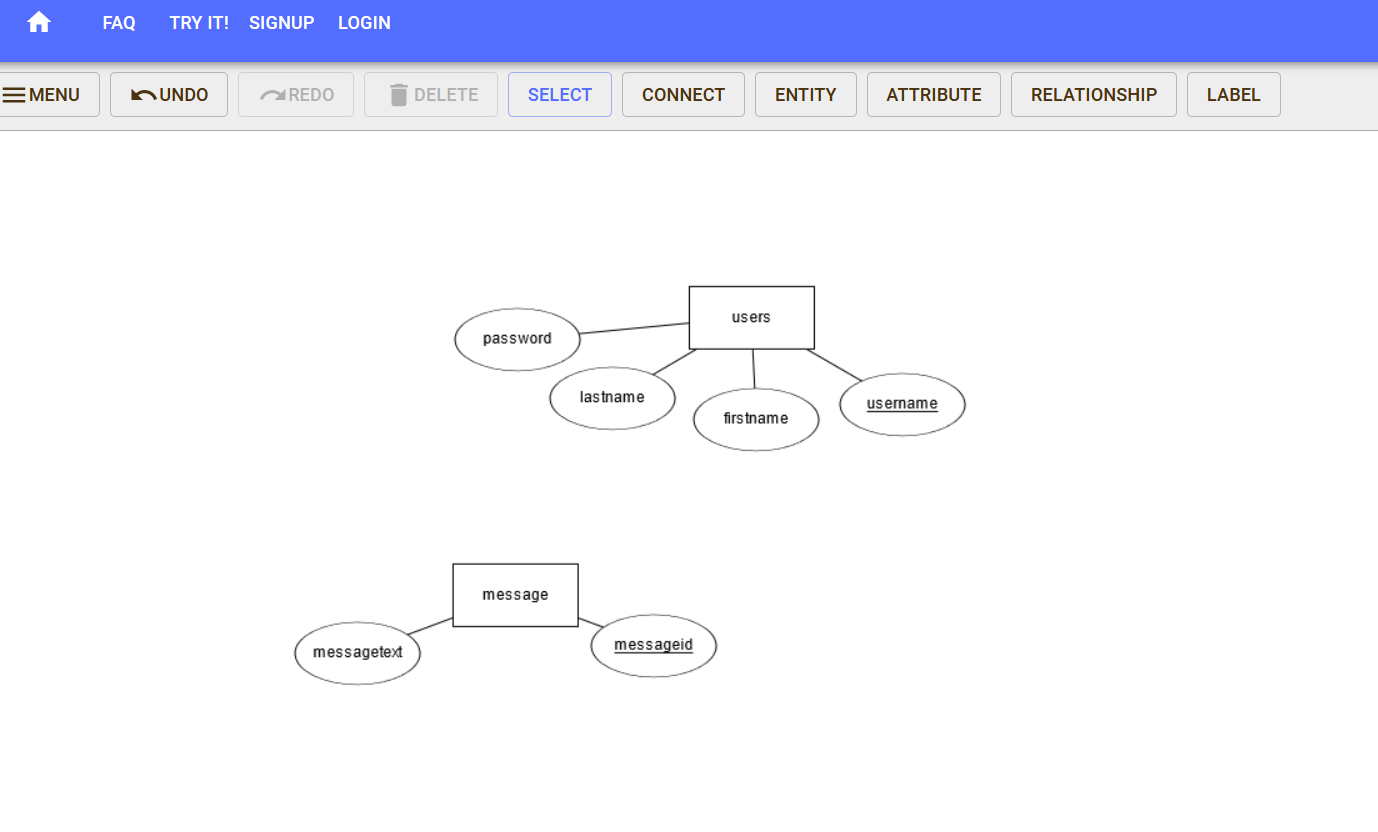 FAQ TRY IT! SIGNUP LOGIN
MENU UNDO REDO DELETE SELECT CONNECT ENTITY ATTRIBUTE RELATIONSHIP LABEL
users
password
lastname
firstname
username
message
messagetext
messageid